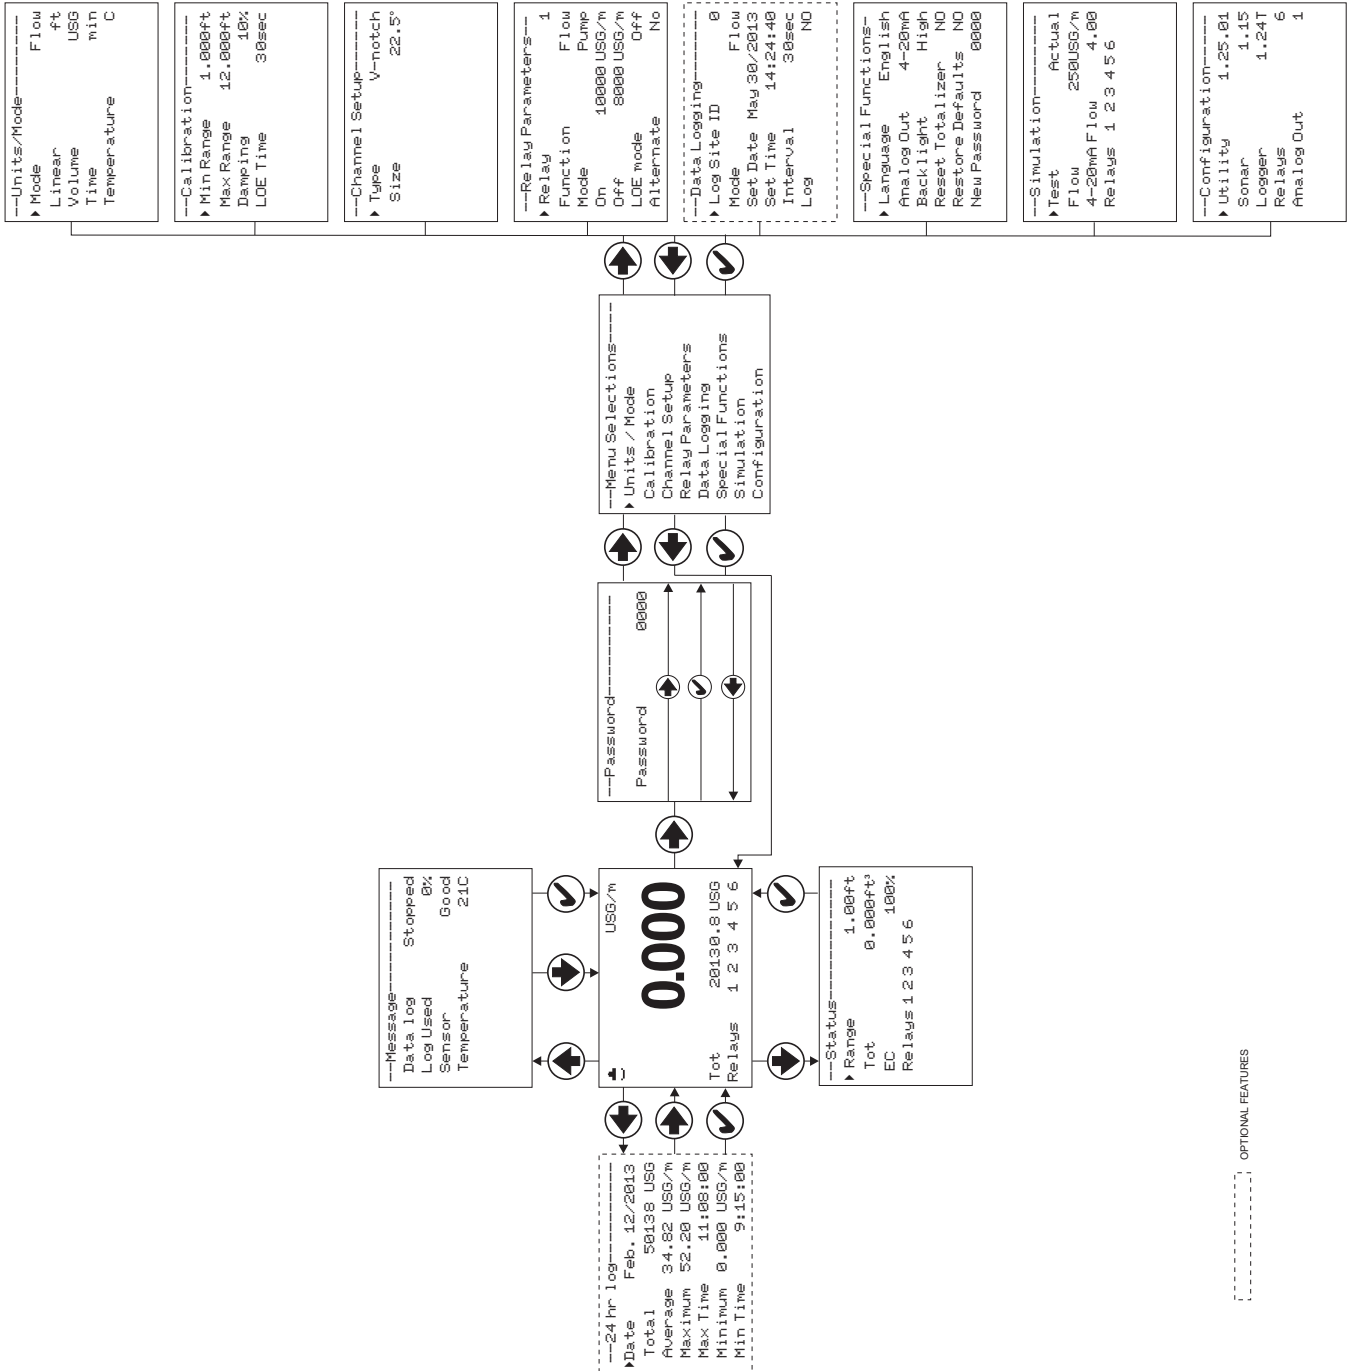 --24 hr log-----------
▶Date Feb. 12/2013
Total 50138 USG
Average 34.82 USG/m
Maximum 52.20 USG/m
Max Time 11:08:00
Minimum 0.000 USG/m
Min Time 9:15:00
--Message-------------
Data log Stopped
Log Used 0%
Sensor Good
Temperature 21C
USG/m
0.000
Tot 20130.8 USG
Relays 1 2 3 4 5 6
--Status--------------
▶Range 1.00ft
Tot 0.000ft³
EC 100%
Relays 1 2 3 4 5 6
--Password------------
Password 0000
--Menu Selections-----
▶Units / Mode
Calibration
Channel Setup
Relay Parameters
Data Logging
Special Functions
Simulation
Configuration
--Units/Mode----------
▶Mode Flow
Linear ft
Volume USG
Time min
Temperature C
--Calibration---------
▶Min Range 1.000ft
Max Range 12.000ft
Damping 10%
LOE Time 30sec
--Channel Setup-------
▶Type V-notch
Size 22.5°
--Relay Parameters---
▶Relay 1
Function Flow
Mode Pump
On 10000 USG/m
Off 8000 USG/m
LOE mode Off
Alternate No
--Data Logging--------
▶Log Site ID 0
Mode Flow
Set Date May 30/2013
Set Time 14:24:40
Interval 30sec
Log NO
--Special Functions-
▶Language English
Analog Out 4-20mA
Backlight High
Reset Totalizer NO
Restore Defaults NO
New Password 0000
--Simulation----------
▶Test Actual
Flow 250USG/m
4-20mA Flow 4.00
Relays 1 2 3 4 5 6
--Configuration------
▶Utility 1.25.01
Sonar 1.15
Logger 1.24T
Relays 6
Analog Out 1
OPTIONAL FEATURES